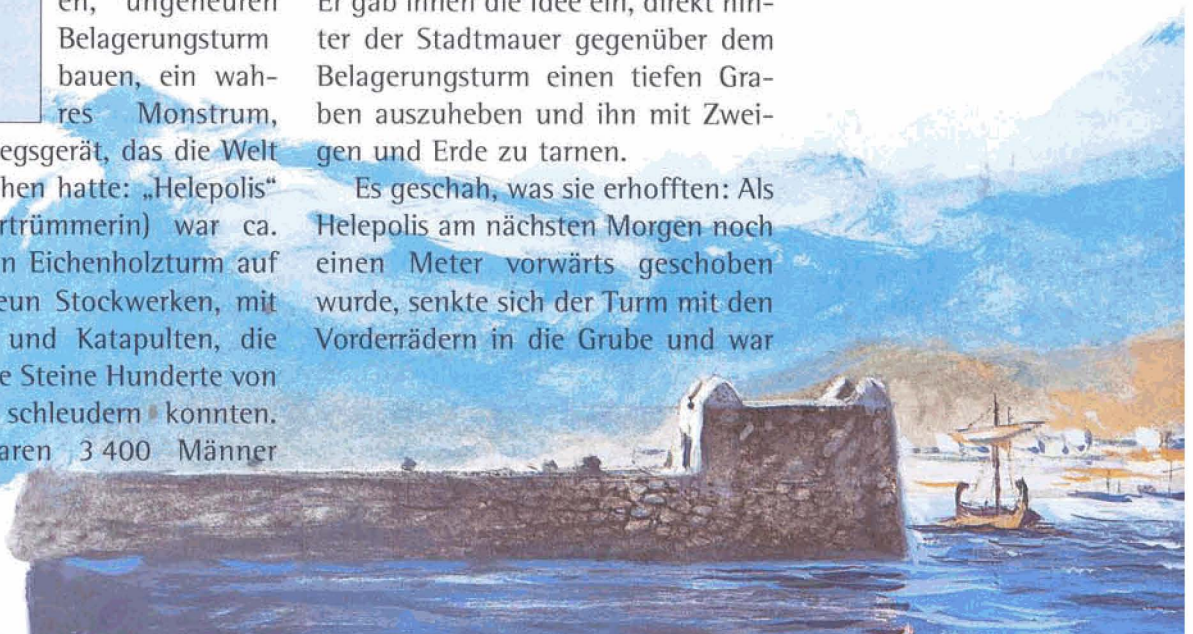 en, ungeheuren
Belagerungsturm
bauen, ein wah-
res Monstrum,
egsgerät, das die Welt
hen hatte: „Helepolis“
rtrümmerin) war ca.
n Eichenholzturm auf
eun Stockwerken, mit
und Katapulten, die
e Steine Hunderte von
schleudern konnten.
aren 3 400 Männer
Er gab ihnen die Idee ein, direkt hin-
ter der Stadtmauer gegenüber dem
Belagerungsturm einen tiefen Gra-
ben auszuheben und ihn mit Zwei-
gen und Erde zu tarnen.
Es geschah, was sie erhofften: Als
Helepolis am nächsten Morgen noch
einen Meter vorwärts geschoben
wurde, senkte sich der Turm mit den
Vorderrädern in die Grube und war